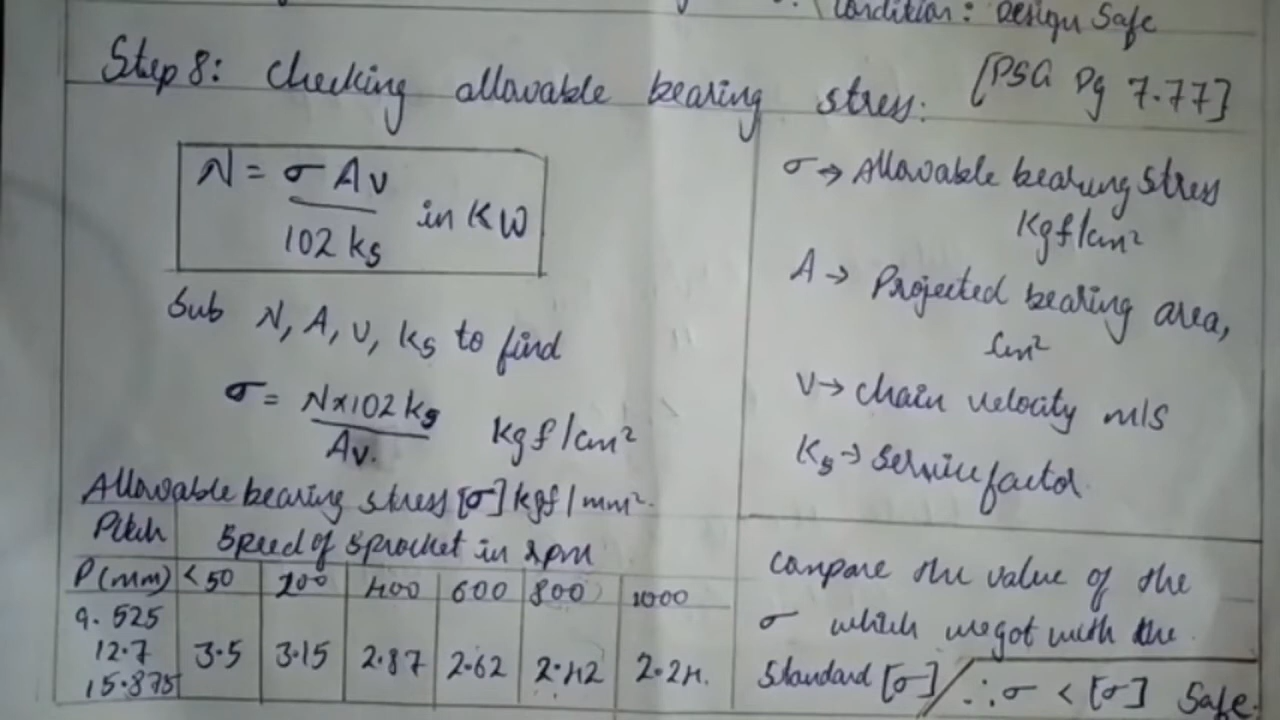 Condition: Design Safe
Step 8: Checking allowable bearing stress. [PSG Pg 7.77]
N = σ A v / 102 ks in KW
Sub N, A, v, ks to find
σ = N×102 ks / Av. Kgf/cm²
Allowable bearing stress [σ] kgf/mm².
Pitch Speed of sprocket in rpm
P(mm) <50 200 400 600 800 1000
9.525
12.7 3.5 3.15 2.87 2.62 2.42 2.24.
15.875
σ → Allowable bearing stress
Kgf/cm²
A → Projected bearing area,
cm²
v → chain velocity m/s
Ks → service factor.
compare the value of the
σ which we got with the
standard [σ] / ∴ σ < [σ] Safe.